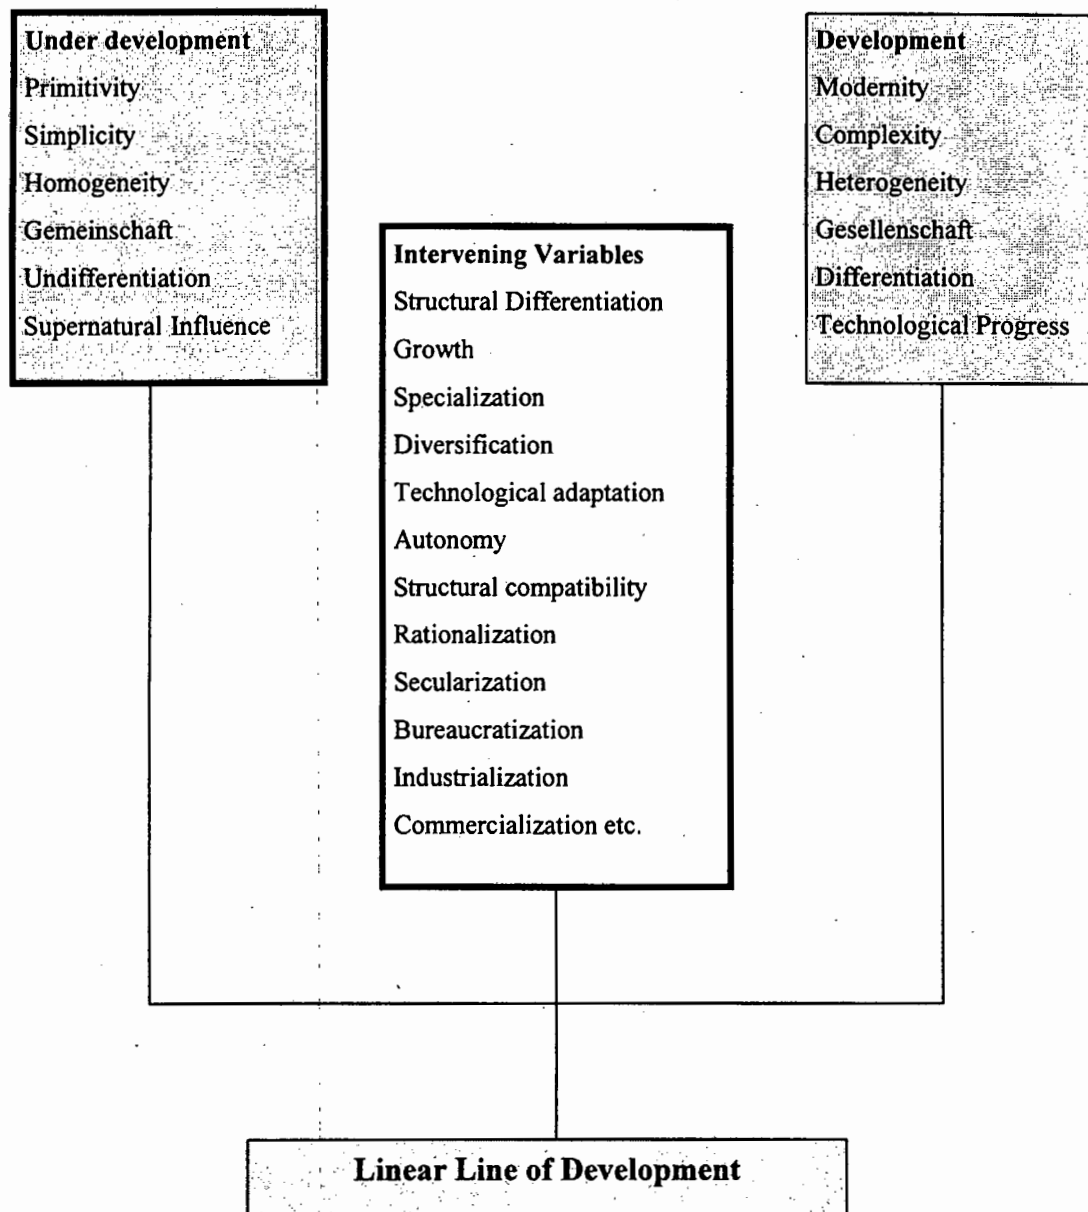 Under development
Primitivity
Simplicity
Homogeneity
Gemeinschaft
Undifferentiation
Supernatural Influence
Intervening Variables
Structural Differentiation
Growth
Specialization
Diversification
Technological adaptation
Autonomy
Structural compatibility
Rationalization
Secularization
Bureaucratization
Industrialization
Commercialization etc.
Development
Modernity
Complexity
Heterogeneity
Gesellenschaft
Differentiation
Technological Progress
Linear Line of Development